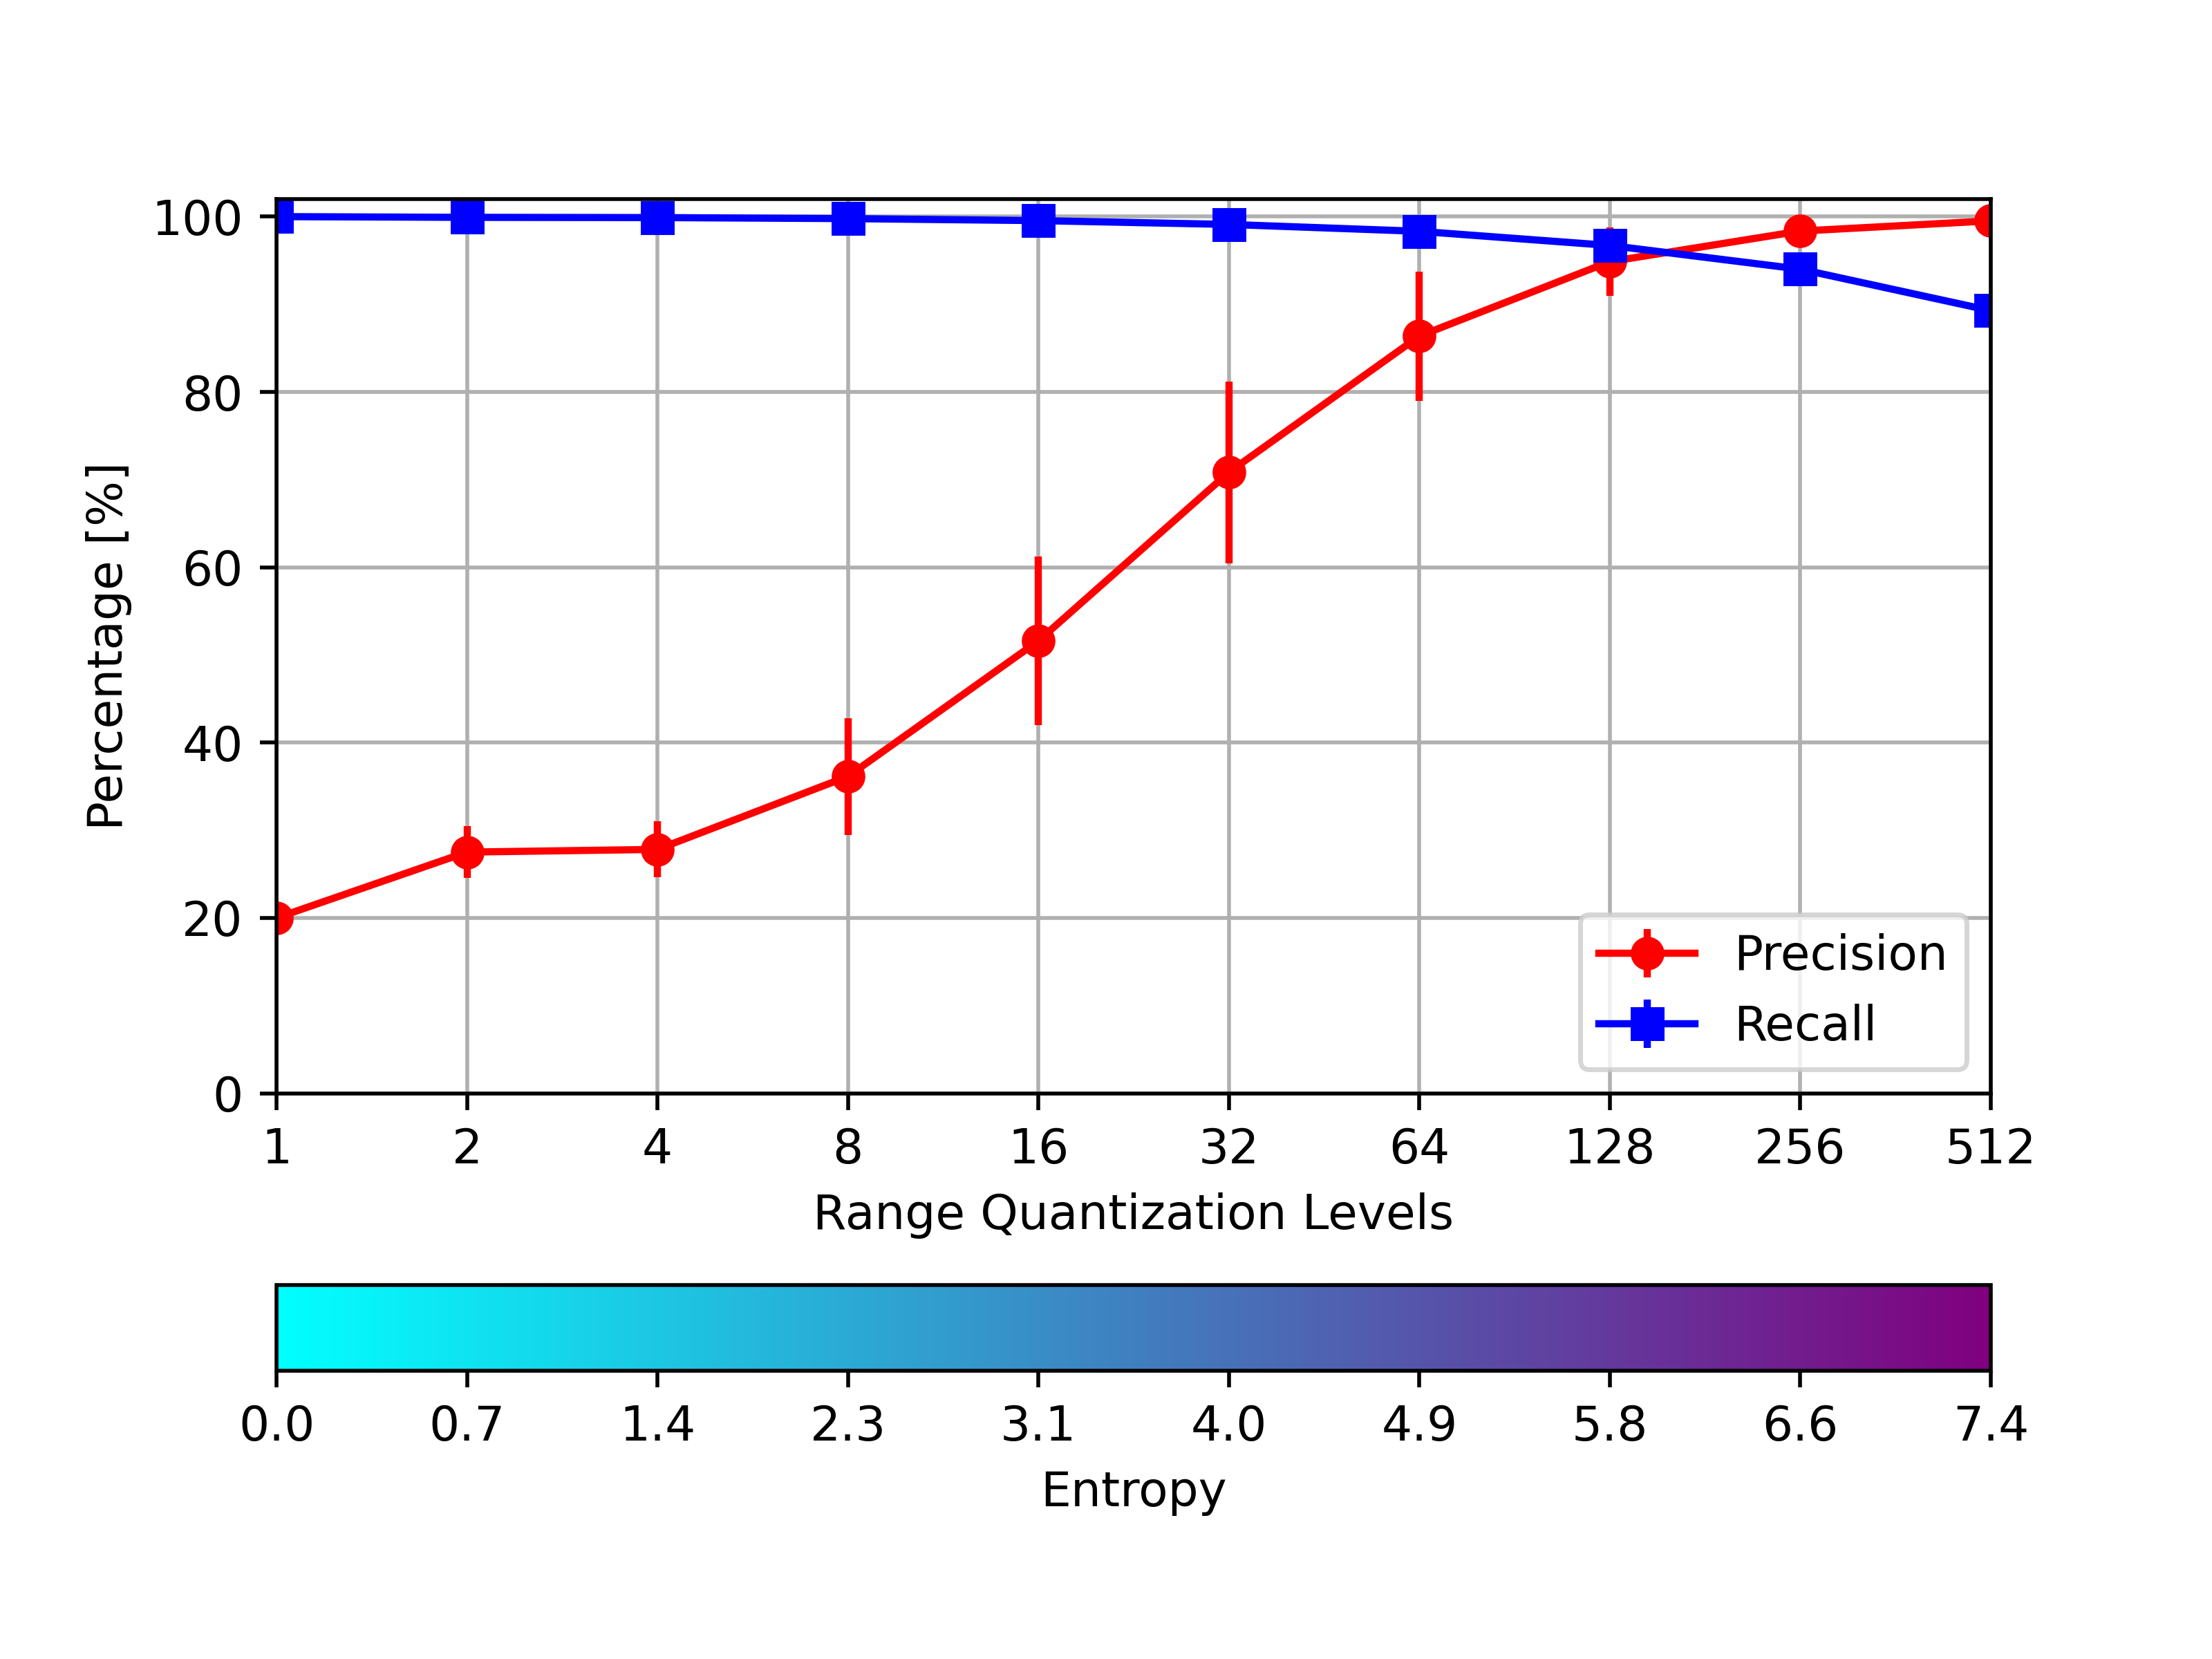 100
80
60
40
20
0
Percentage [%]
Precision
Recall
1 2 4 8 16 32 64 128 256 512
Range Quantization Levels
0.0 0.7 1.4 2.3 3.1 4.0 4.9 5.8 6.6 7.4
Entropy